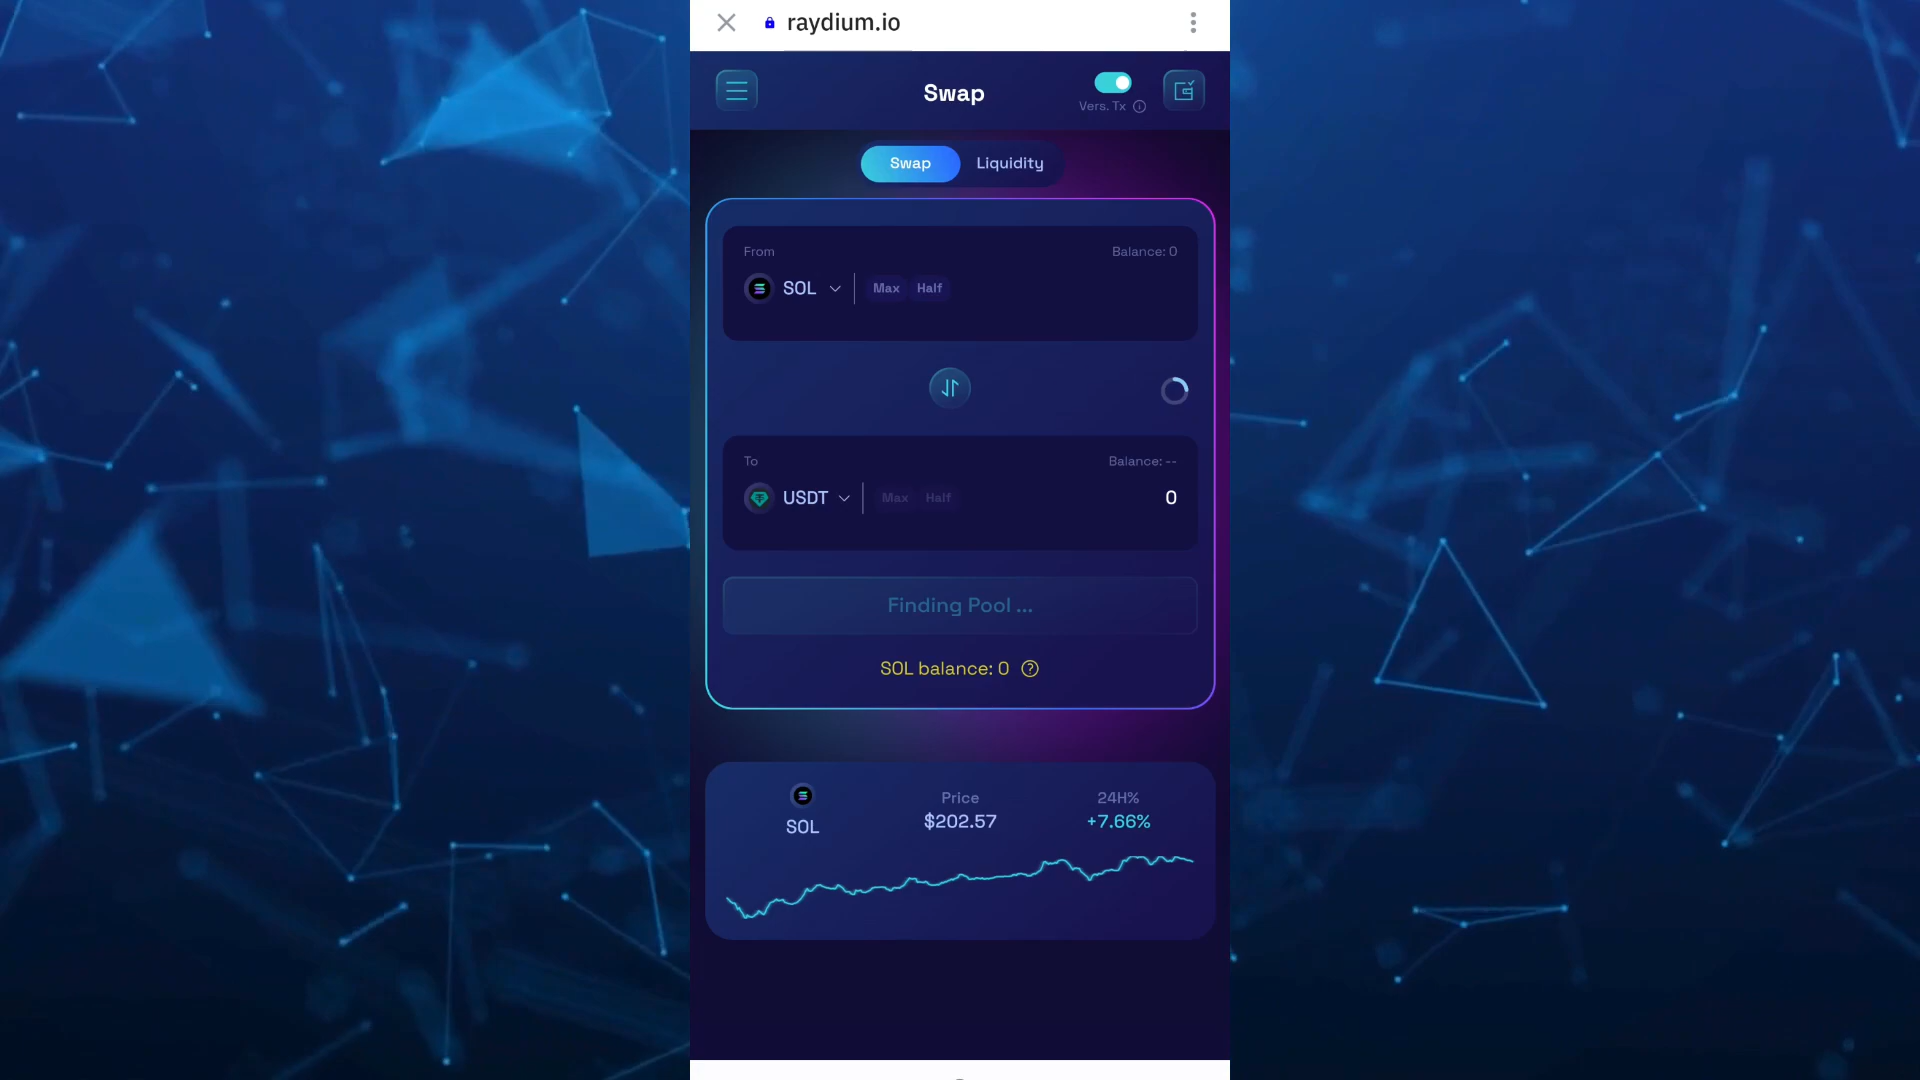 raydium.io
Swap
Vers. Tx
Swap Liquidity
From Balance: 0
SOL Max Half
To Balance: --
USDT Max Half 0
Finding Pool ...
SOL balance: 0
SOL
Price
$202.57
24H%
+7.66%